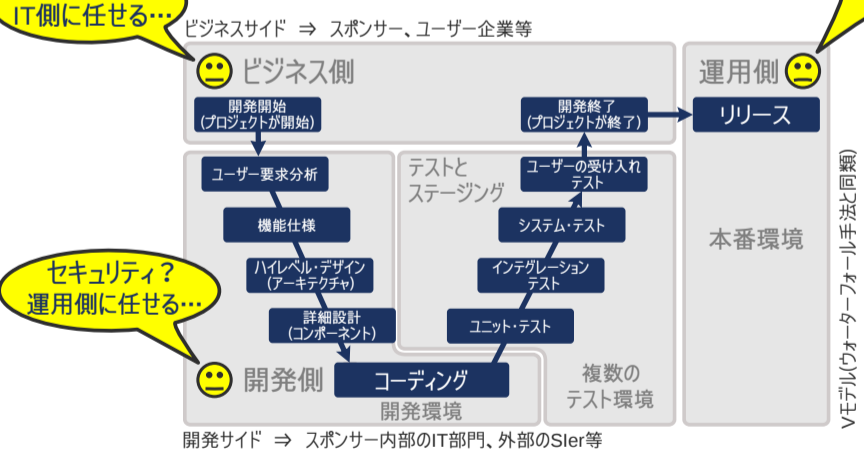 IT側に任せる…
ビジネスサイド ⇒ スポンサー、ユーザー企業等
ビジネス側
運用側
開発開始
(プロジェクトが開始)
開発終了
(プロジェクトが終了)
リリース
ユーザー要求分析
テストと
ステージング
ユーザーの受け入れ
テスト
機能仕様
システム・テスト
本番環境
ハイレベル・デザイン
(アーキテクチャ)
インテグレーション
テスト
セキュリティ?
運用側に任せる…
詳細設計
(コンポーネント)
ユニット・テスト
開発側
コーディング
開発環境
複数の
テスト環境
Vモデル(ウォーターフォール手法と同類)
開発サイド ⇒ スポンサー内部のIT部門、外部のSIer等